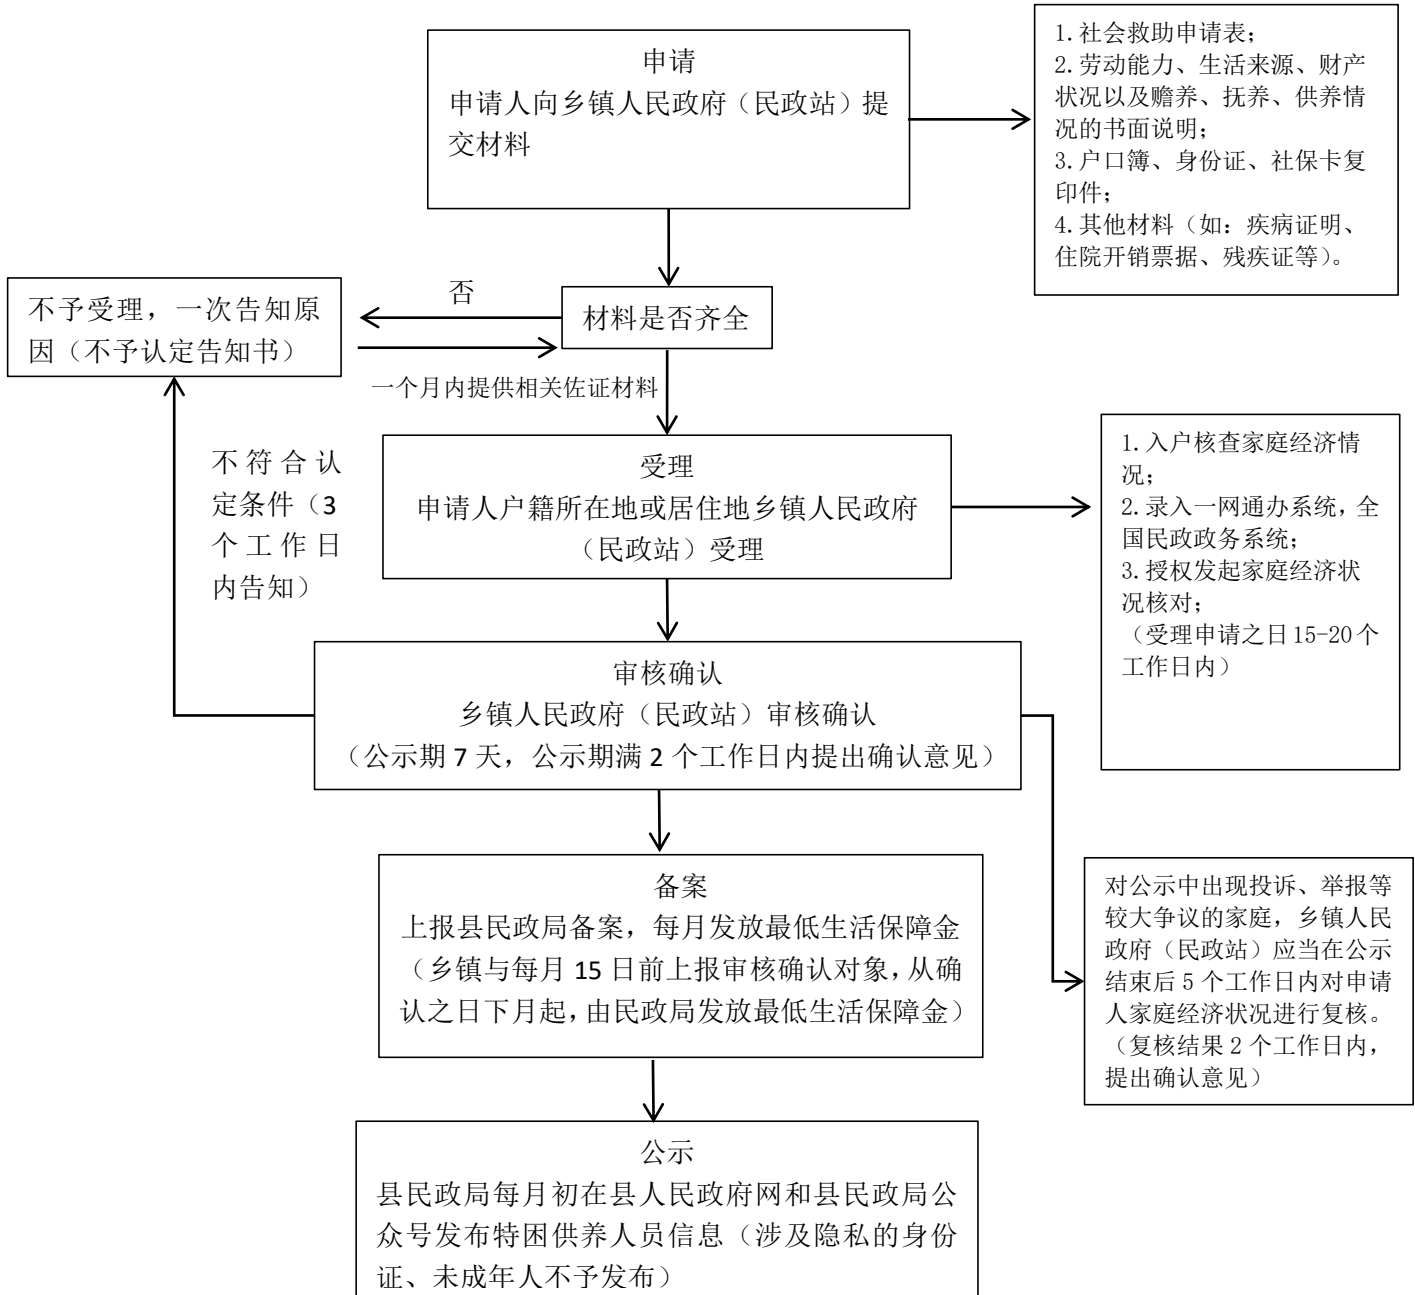 申请
申请人向乡镇人民政府（民政站）提
交材料
1.社会救助申请表；
2.劳动能力、生活来源、财产
状况以及赡养、抚养、供养情
况的书面说明；
3.户口簿、身份证、社保卡复
印件；
4.其他材料（如：疾病证明、
住院开销票据、残疾证等）。
不予受理，一次告知原
因（不予认定告知书）
否
材料是否齐全
一个月内提供相关佐证材料
不符合认
定条件（3
个工作日
内告知）
受理
申请人户籍所在地或居住地乡镇人民政府
（民政站）受理
1.入户核查家庭经济情
况；
2.录入一网通办系统，全
国民政政务系统；
3.授权发起家庭经济状
况核对；
（受理申请之日15-20个
工作日内）
审核确认
乡镇人民政府（民政站）审核确认
（公示期7天，公示期满2个工作日内提出确认意见）
备案
上报县民政局备案，每月发放最低生活保障金
（乡镇与每月15日前上报审核确认对象，从确
认之日下月起，由民政局发放最低生活保障金）
对公示中出现投诉、举报等
较大争议的家庭，乡镇人民
政府（民政站）应当在公示
结束后5个工作日内对申请
人家庭经济状况进行复核。
（复核结果2个工作日内，
提出确认意见）
公示
县民政局每月初在县人民政府网和县民政局公
众号发布特困供养人员信息（涉及隐私的身份
证、未成年人不予发布）